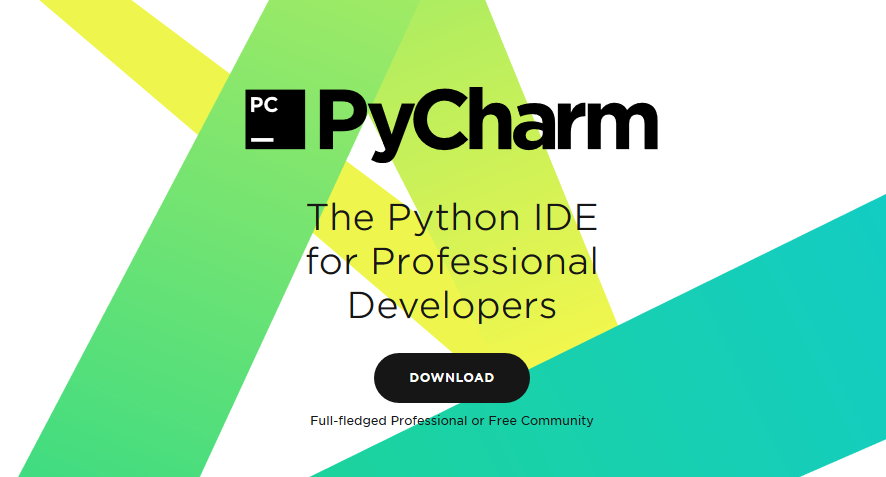 PC
PyCharm
The Python IDE
for Professional
Developers
DOWNLOAD
Full-fledged Professional or Free Community